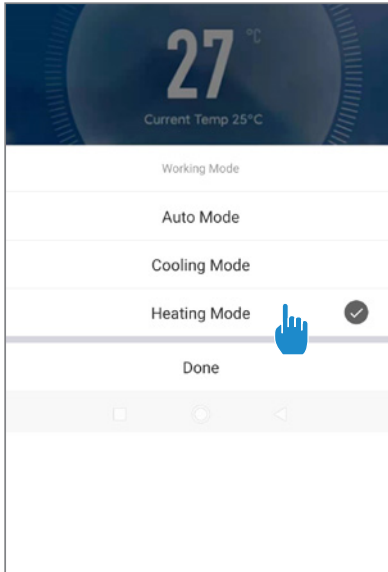 27 °C
Current Temp 25°C
Working Mode
Auto Mode
Cooling Mode
Heating Mode
Done